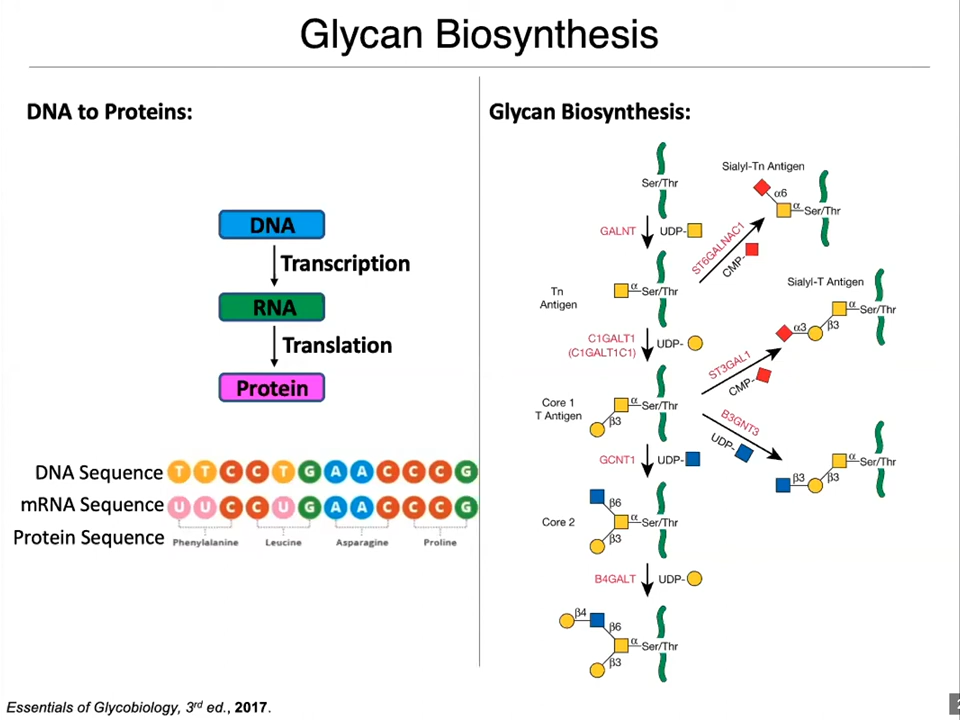 Glycan Biosynthesis
DNA to Proteins:
DNA
Transcription
RNA
Translation
Protein
DNA Sequence T T C C T G A A C C C G
mRNA Sequence U U C C U G A A C C C G
Protein Sequence Phenylalanine Leucine Asparagine Proline
Glycan Biosynthesis:
Ser/Thr
GALNT UDP-
Sialyl-Tn Antigen
α6
α Ser/Thr
ST6GALNAC1
CMP-
Tn
Antigen
α Ser/Thr
C1GALT1
(C1GALT1C1)
UDP-
Sialyl-T Antigen
α Ser/Thr
α3 β3
ST3GAL1
CMP-
Core 1
T Antigen
α Ser/Thr
β3
B3GNT3
UDP-
α Ser/Thr
β3 β3
GCNT1 UDP-
Core 2
β6
α Ser/Thr
β3
B4GALT UDP-
β4
β6
α Ser/Thr
β3
Essentials of Glycobiology, 3rd ed., 2017.
2